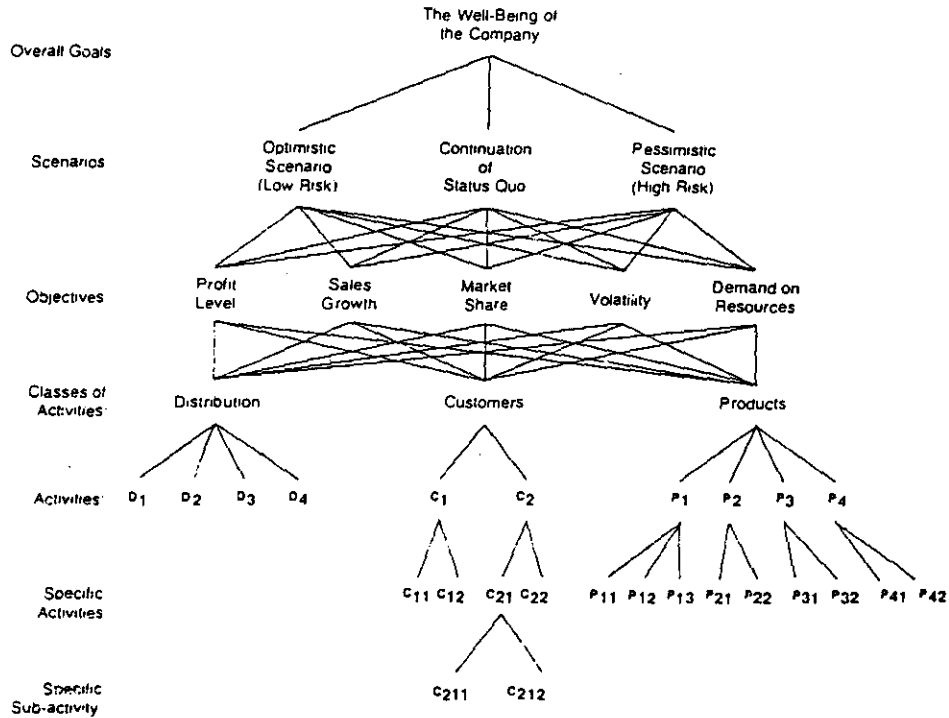 The Well-Being of
the Company
Overall Goals
Optimistic
Scenario
(Low Risk)
Continuation
of
Status Quo
Pessimistic
Scenario
(High Risk)
Scenarios
Objectives
Profit
Level
Sales
Growth
Market
Share
Volatility
Demand on
Resources
Classes of
Activities
Distribution
Customers
Products
Activities
D1 D2 D3 D4 C1 C2 P1 P2 P3 P4
Specific
Activities
C11 C12 C21 C22 P11 P12 P13 P21 P22 P31 P32 P41 P42
Specific
Sub-activity
C211 C212